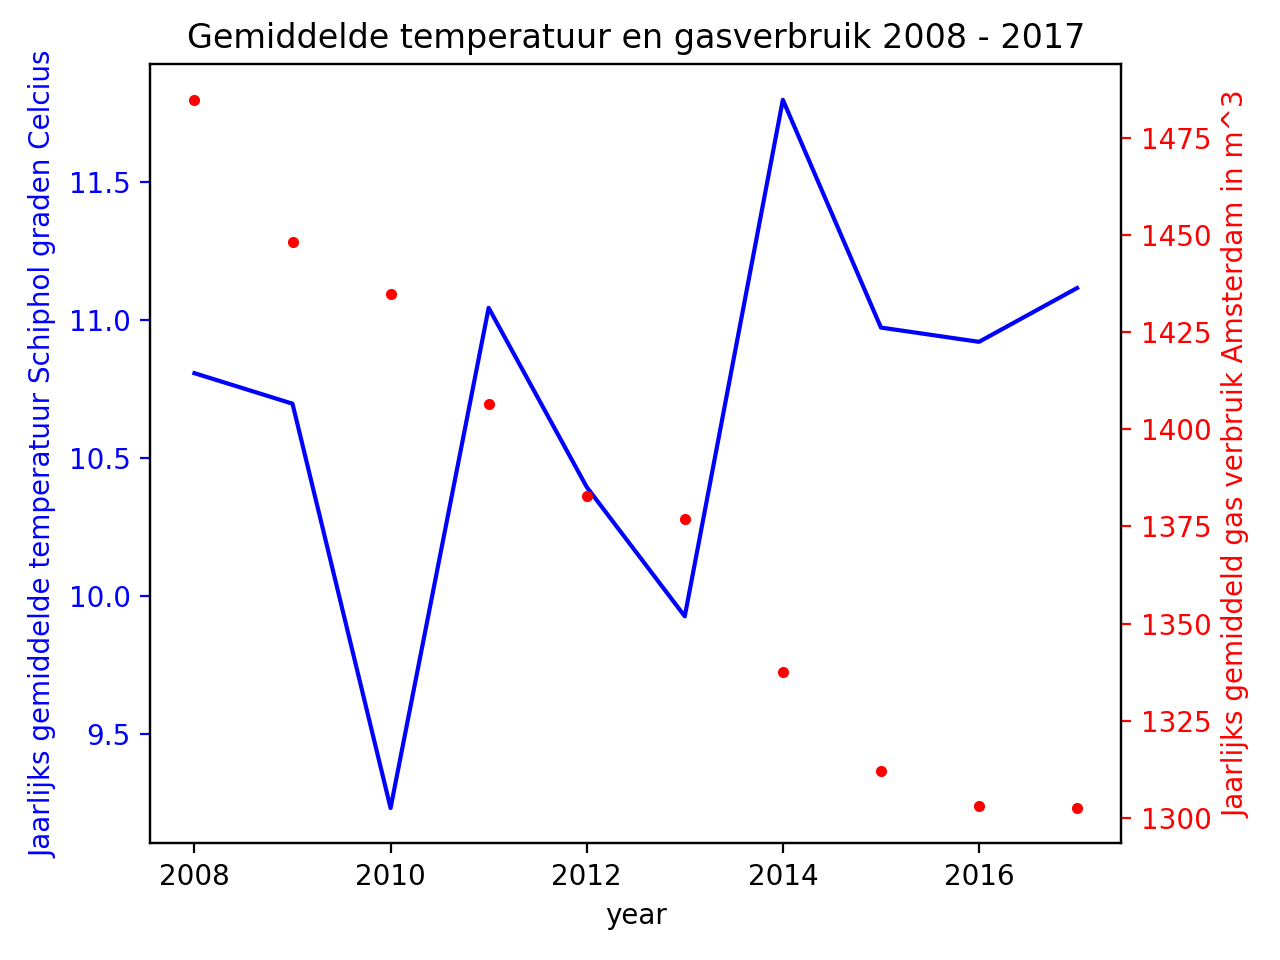 Gemiddelde temperatuur en gasverbruik 2008 - 2017
Jaarlijks gemiddelde temperatuur Schiphol graden Celcius
11.5
11.0
10.5
10.0
9.5
1475
1450
1425
1400
1375
1350
1325
1300
Jaarlijks gemiddeld gas verbruik Amsterdam in m^3
2008 2010 2012 2014 2016
year